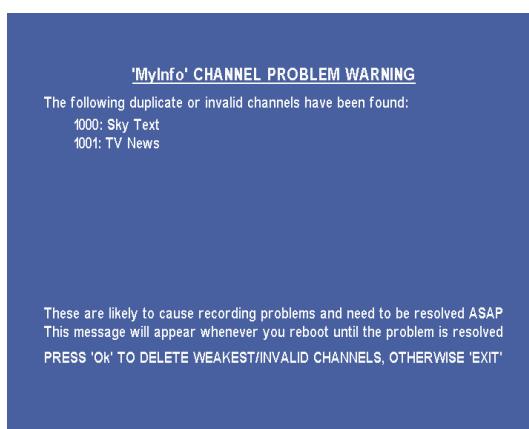 'MyInfo' CHANNEL PROBLEM WARNING
The following duplicate or invalid channels have been found:
1000: Sky Text
1001: TV News
These are likely to cause recording problems and need to be resolved ASAP
This message will appear whenever you reboot until the problem is resolved
PRESS 'Ok' TO DELETE WEAKEST/INVALID CHANNELS, OTHERWISE 'EXIT'